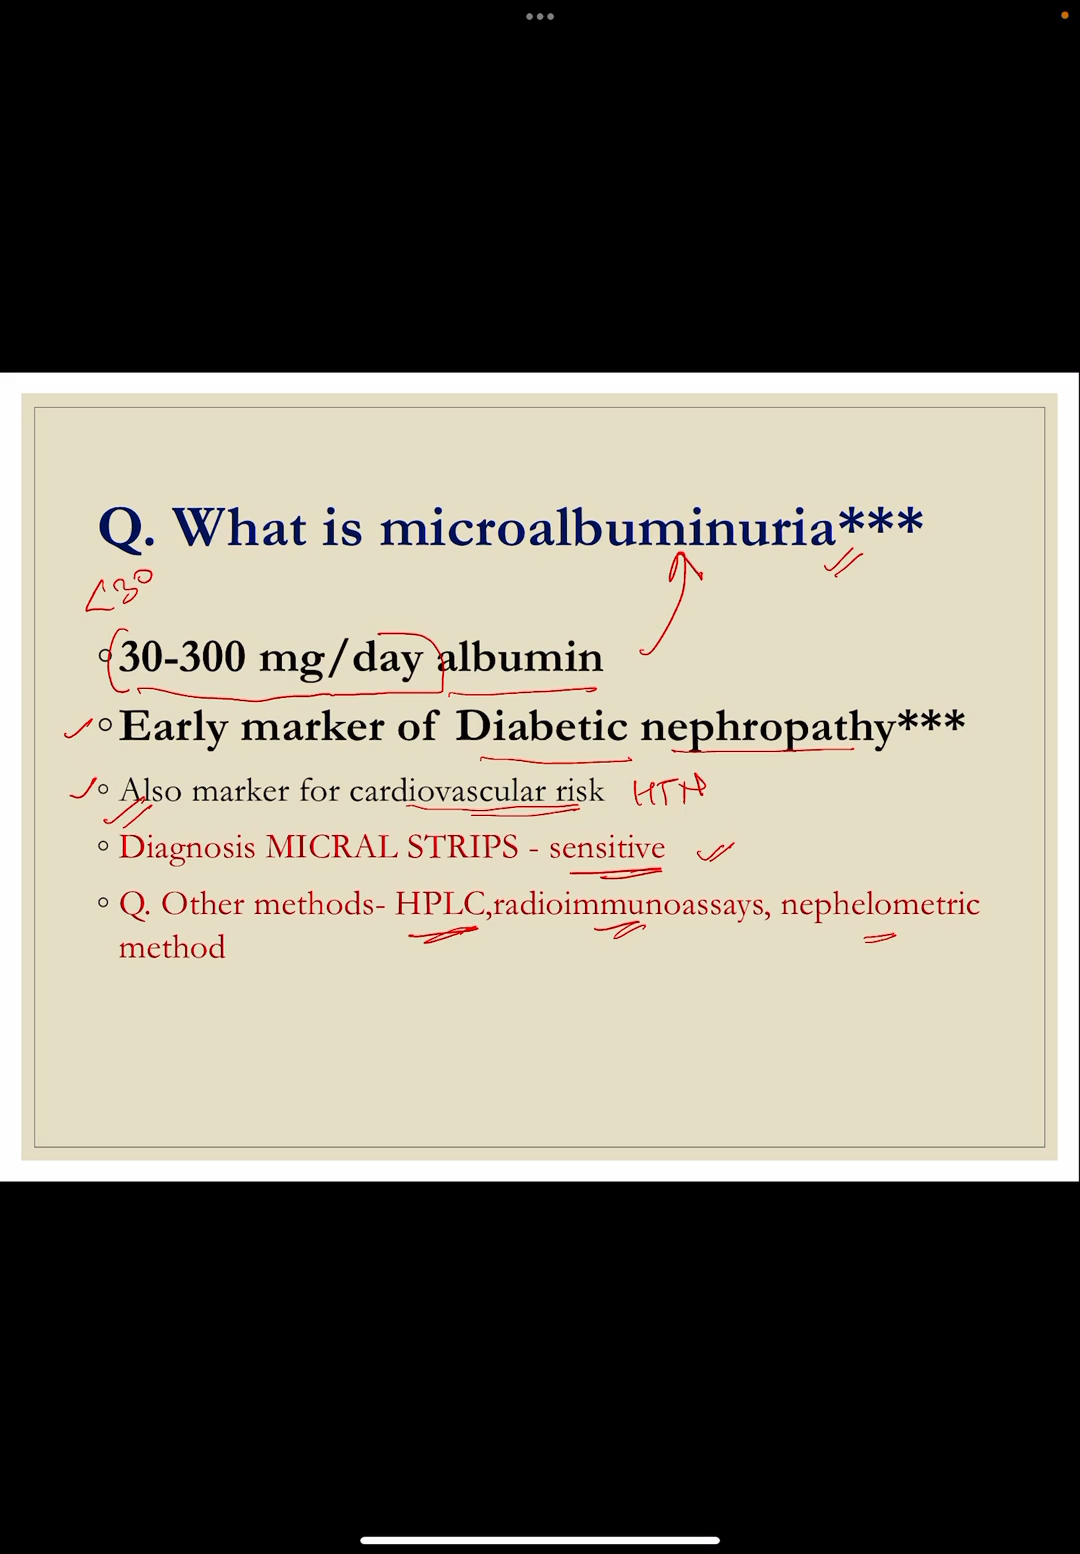 Q. What is microalbuminuria***
<30
30-300 mg/day albumin
Early marker of Diabetic nephropathy***
Also marker for cardiovascular risk HTN
Diagnosis MICRAL STRIPS - sensitive
Q. Other methods- HPLC,radioimmunoassays, nephelometric
method